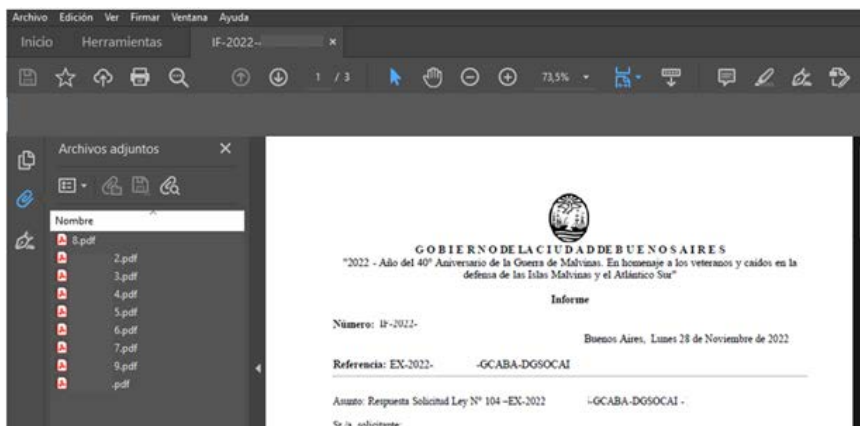 Archivo Edición Ver Firmar Ventana Ayuda
Inicio Herramientas IF-2022-
1 / 3 73,5%
Archivos adjuntos
Nombre
8.pdf
2.pdf
3.pdf
4.pdf
5.pdf
6.pdf
7.pdf
9.pdf
.pdf
GOBIERNO DE LA CIUDAD DE BUENOS AIRES
"2022 - Año del 40° Aniversario de la Guerra de Malvinas. En homenaje a los veteranos y caídos en la
defensa de las Islas Malvinas y el Atlántico Sur"
Informe
Número: IF-2022-
Buenos Aires, Lunes 28 de Noviembre de 2022
Referencia: EX-2022- -GCABA-DGSOCAI
Asunto: Respuesta Solicitud Ley N° 104 –EX-2022 -GCABA-DGSOCAI -
Sr./a. solicitante: